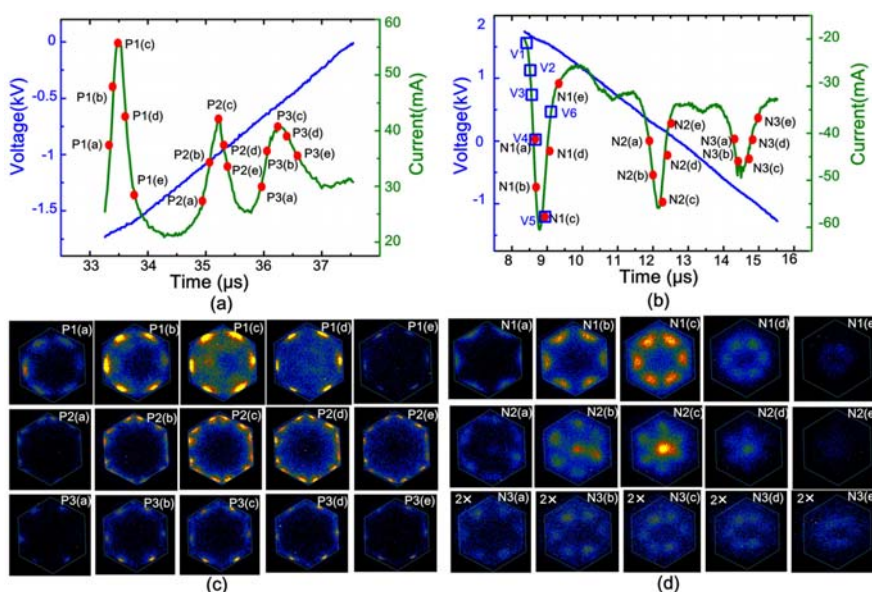 0
-0.5
-1
-1.5
Voltage(kV)
P1(c)
P1(b)
P1(d)
P1(a)
P1(e)
P2(c)
P2(b)
P2(d)
P2(e)
P2(a)
P3(c)
P3(d)
P3(b)
P3(e)
P3(a)
60
50
40
30
20
Current(mA)
33 34 35 36 37
Time (μs)
(a)
2
1
0
-1
Voltage(kV)
V1
V2
V3
V4
V5
V6
N1(a)
N1(b)
N1(c)
N1(d)
N1(e)
N2(a)
N2(b)
N2(c)
N2(d)
N2(e)
N3(a)
N3(b)
N3(c)
N3(d)
N3(e)
-20
-30
-40
-50
-60
Current(mA)
8 9 10 11 12 13 14 15 16
Time (μs)
(b)
P1(a) P1(b) P1(c) P1(d) P1(e)
P2(a) P2(b) P2(c) P2(d) P2(e)
P3(a) P3(b) P3(c) P3(d) P3(e)
(c)
N1(a) N1(b) N1(c) N1(d) N1(e)
N2(a) N2(b) N2(c) N2(d) N2(e)
2× N3(a) 2× N3(b) 2× N3(c) 2× N3(d) 2× N3(e)
(d)